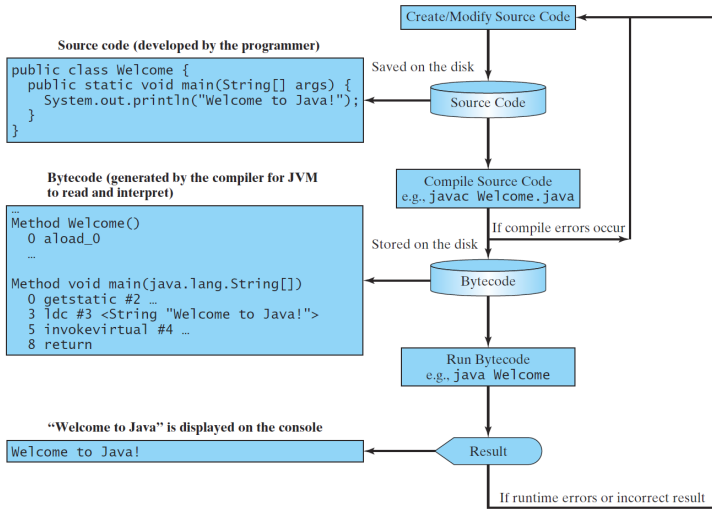 Create/Modify Source Code
Source code (developed by the programmer)
Saved on the disk
public class Welcome {
  public static void main(String[] args) {
    System.out.println("Welcome to Java!");
  }
}
Source Code
Bytecode (generated by the compiler for JVM
to read and interpret)
Compile Source Code
e.g., javac Welcome.java
If compile errors occur
Stored on the disk
…
Method Welcome()
  0 aload_0
  …
Method void main(java.lang.String[])
  0 getstatic #2 …
  3 ldc #3 <String "Welcome to Java!">
  5 invokevirtual #4 …
  8 return
Bytecode
Run Bytecode
e.g., java Welcome
“Welcome to Java” is displayed on the console
Welcome to Java!
Result
If runtime errors or incorrect result